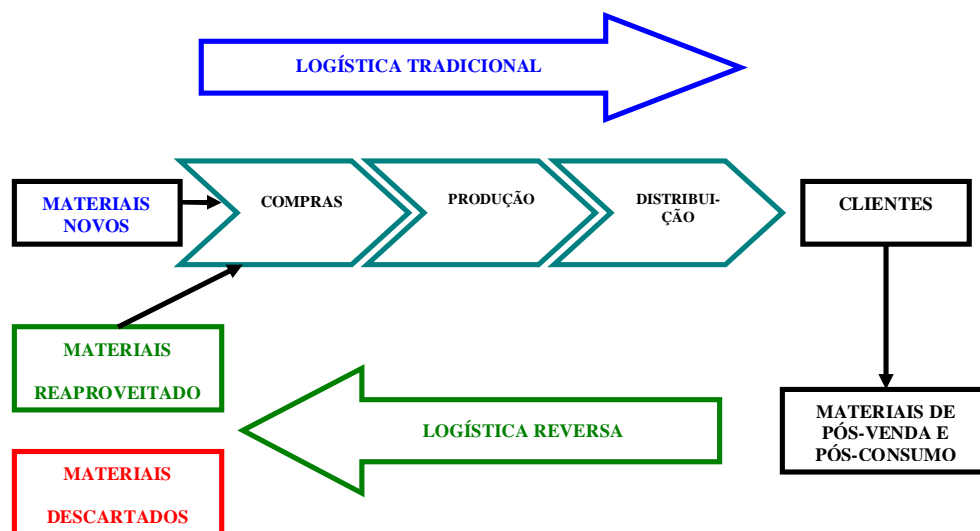 LOGÍSTICA TRADICIONAL
COMPRAS
PRODUÇÃO
DISTRIBUI-
ÇÃO
MATERIAIS
NOVOS
CLIENTES
MATERIAIS
REAPROVEITADO
LOGÍSTICA REVERSA
MATERIAIS DE
PÓS-VENDA E
PÓS-CONSUMO
MATERIAIS
DESCARTADOS